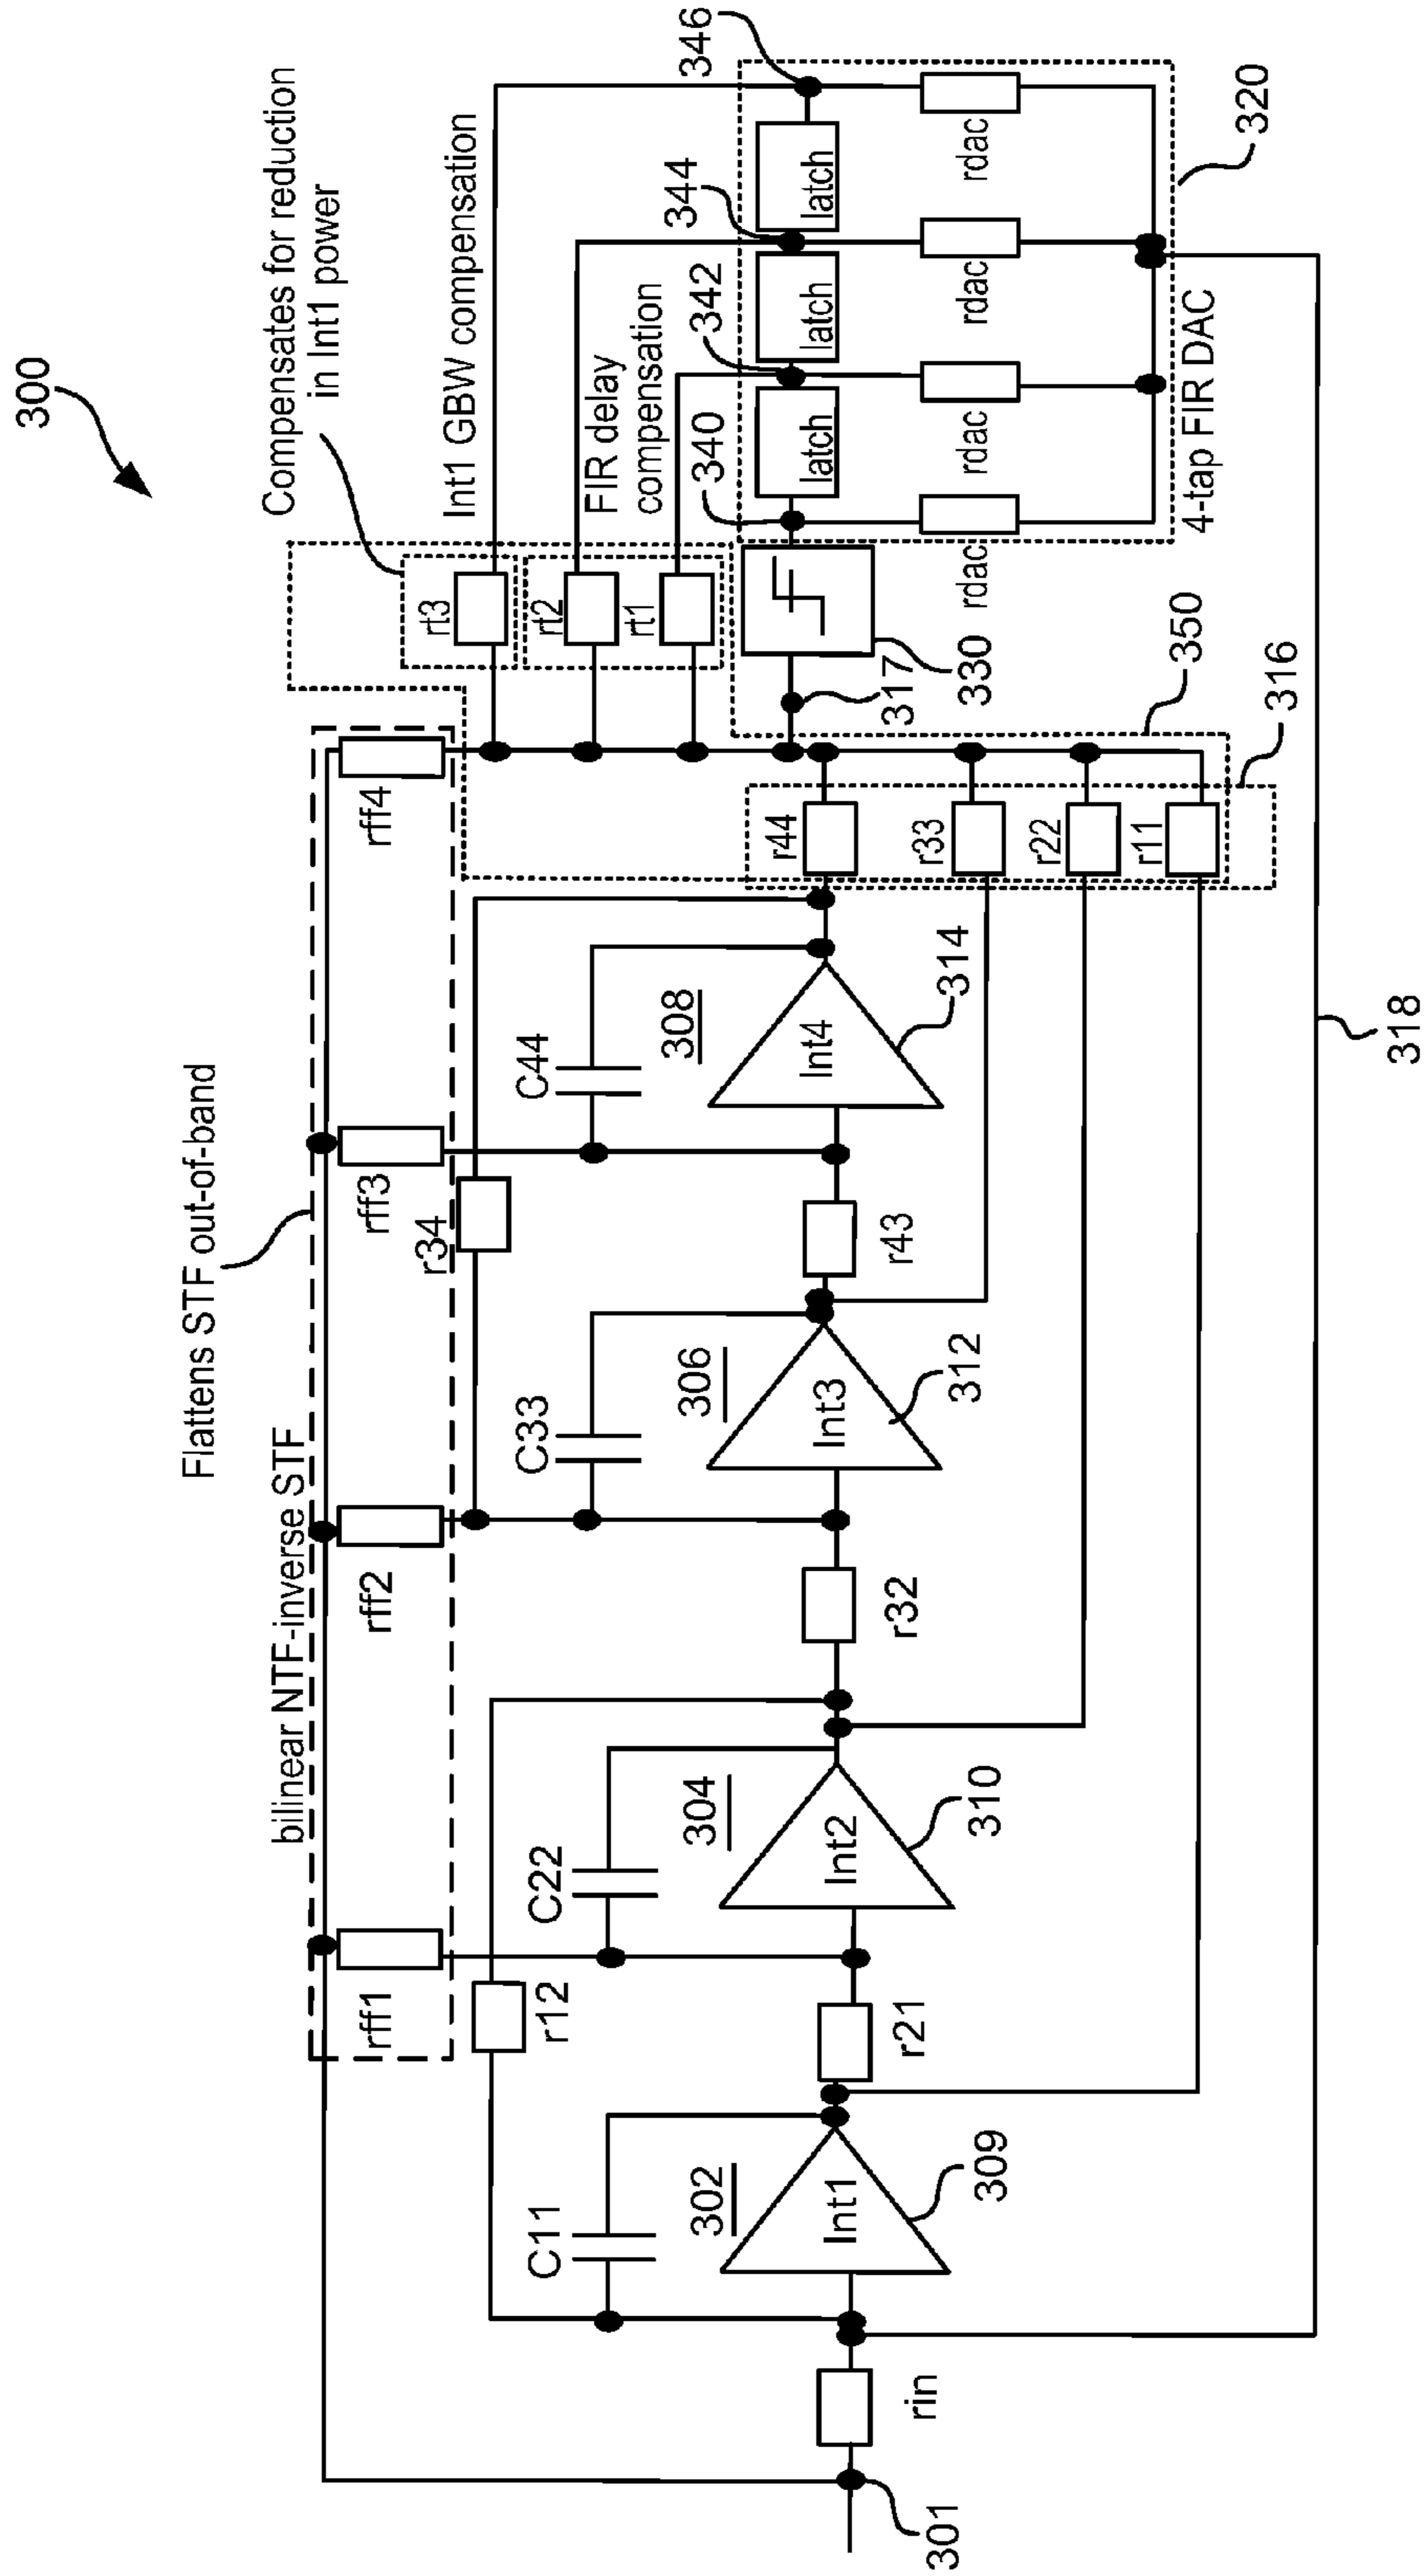 300
Compensates for reduction
in Int1 power
Int1 GBW compensation
FIR delay
compensation
Flattens STF out-of-band
bilinear NTF-inverse STF
rff1
rff2
rff3
rff4
r12
r34
rt3
rt2
rt1
C11
C22
C33
C44
302
304
306
308
Int1
Int2
Int3
Int4
309
310
312
314
301
rin
r21
r32
r43
r44
r33
r22
r11
317
330
350
316
340
342
344
346
latch
latch
latch
rdac
rdac
rdac
rdac
4-tap FIR DAC
320
318